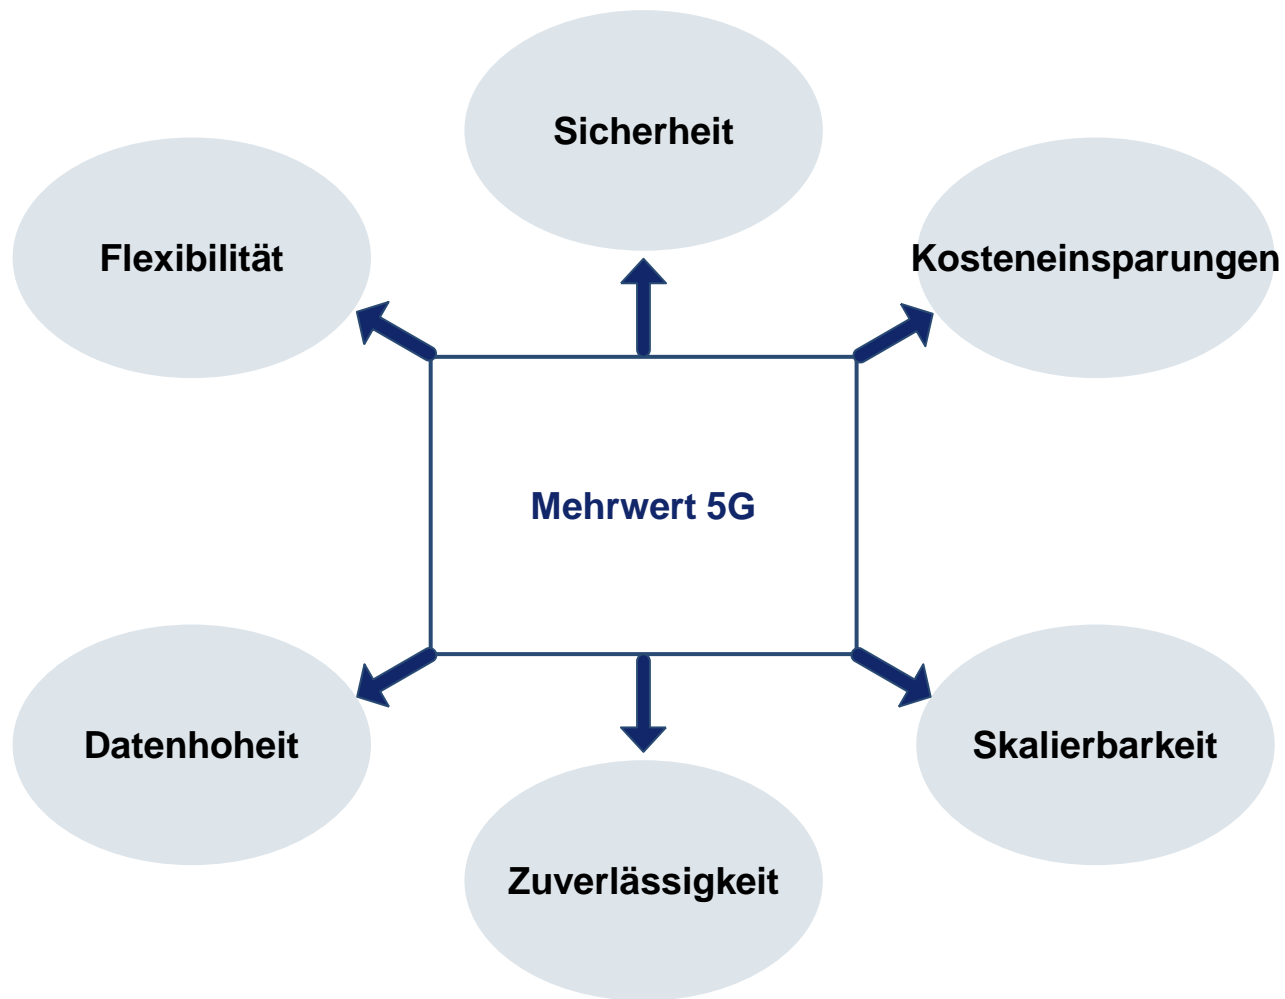 Sicherheit
Flexibilität
Kosteneinsparungen
Mehrwert 5G
Datenhoheit
Skalierbarkeit
Zuverlässigkeit